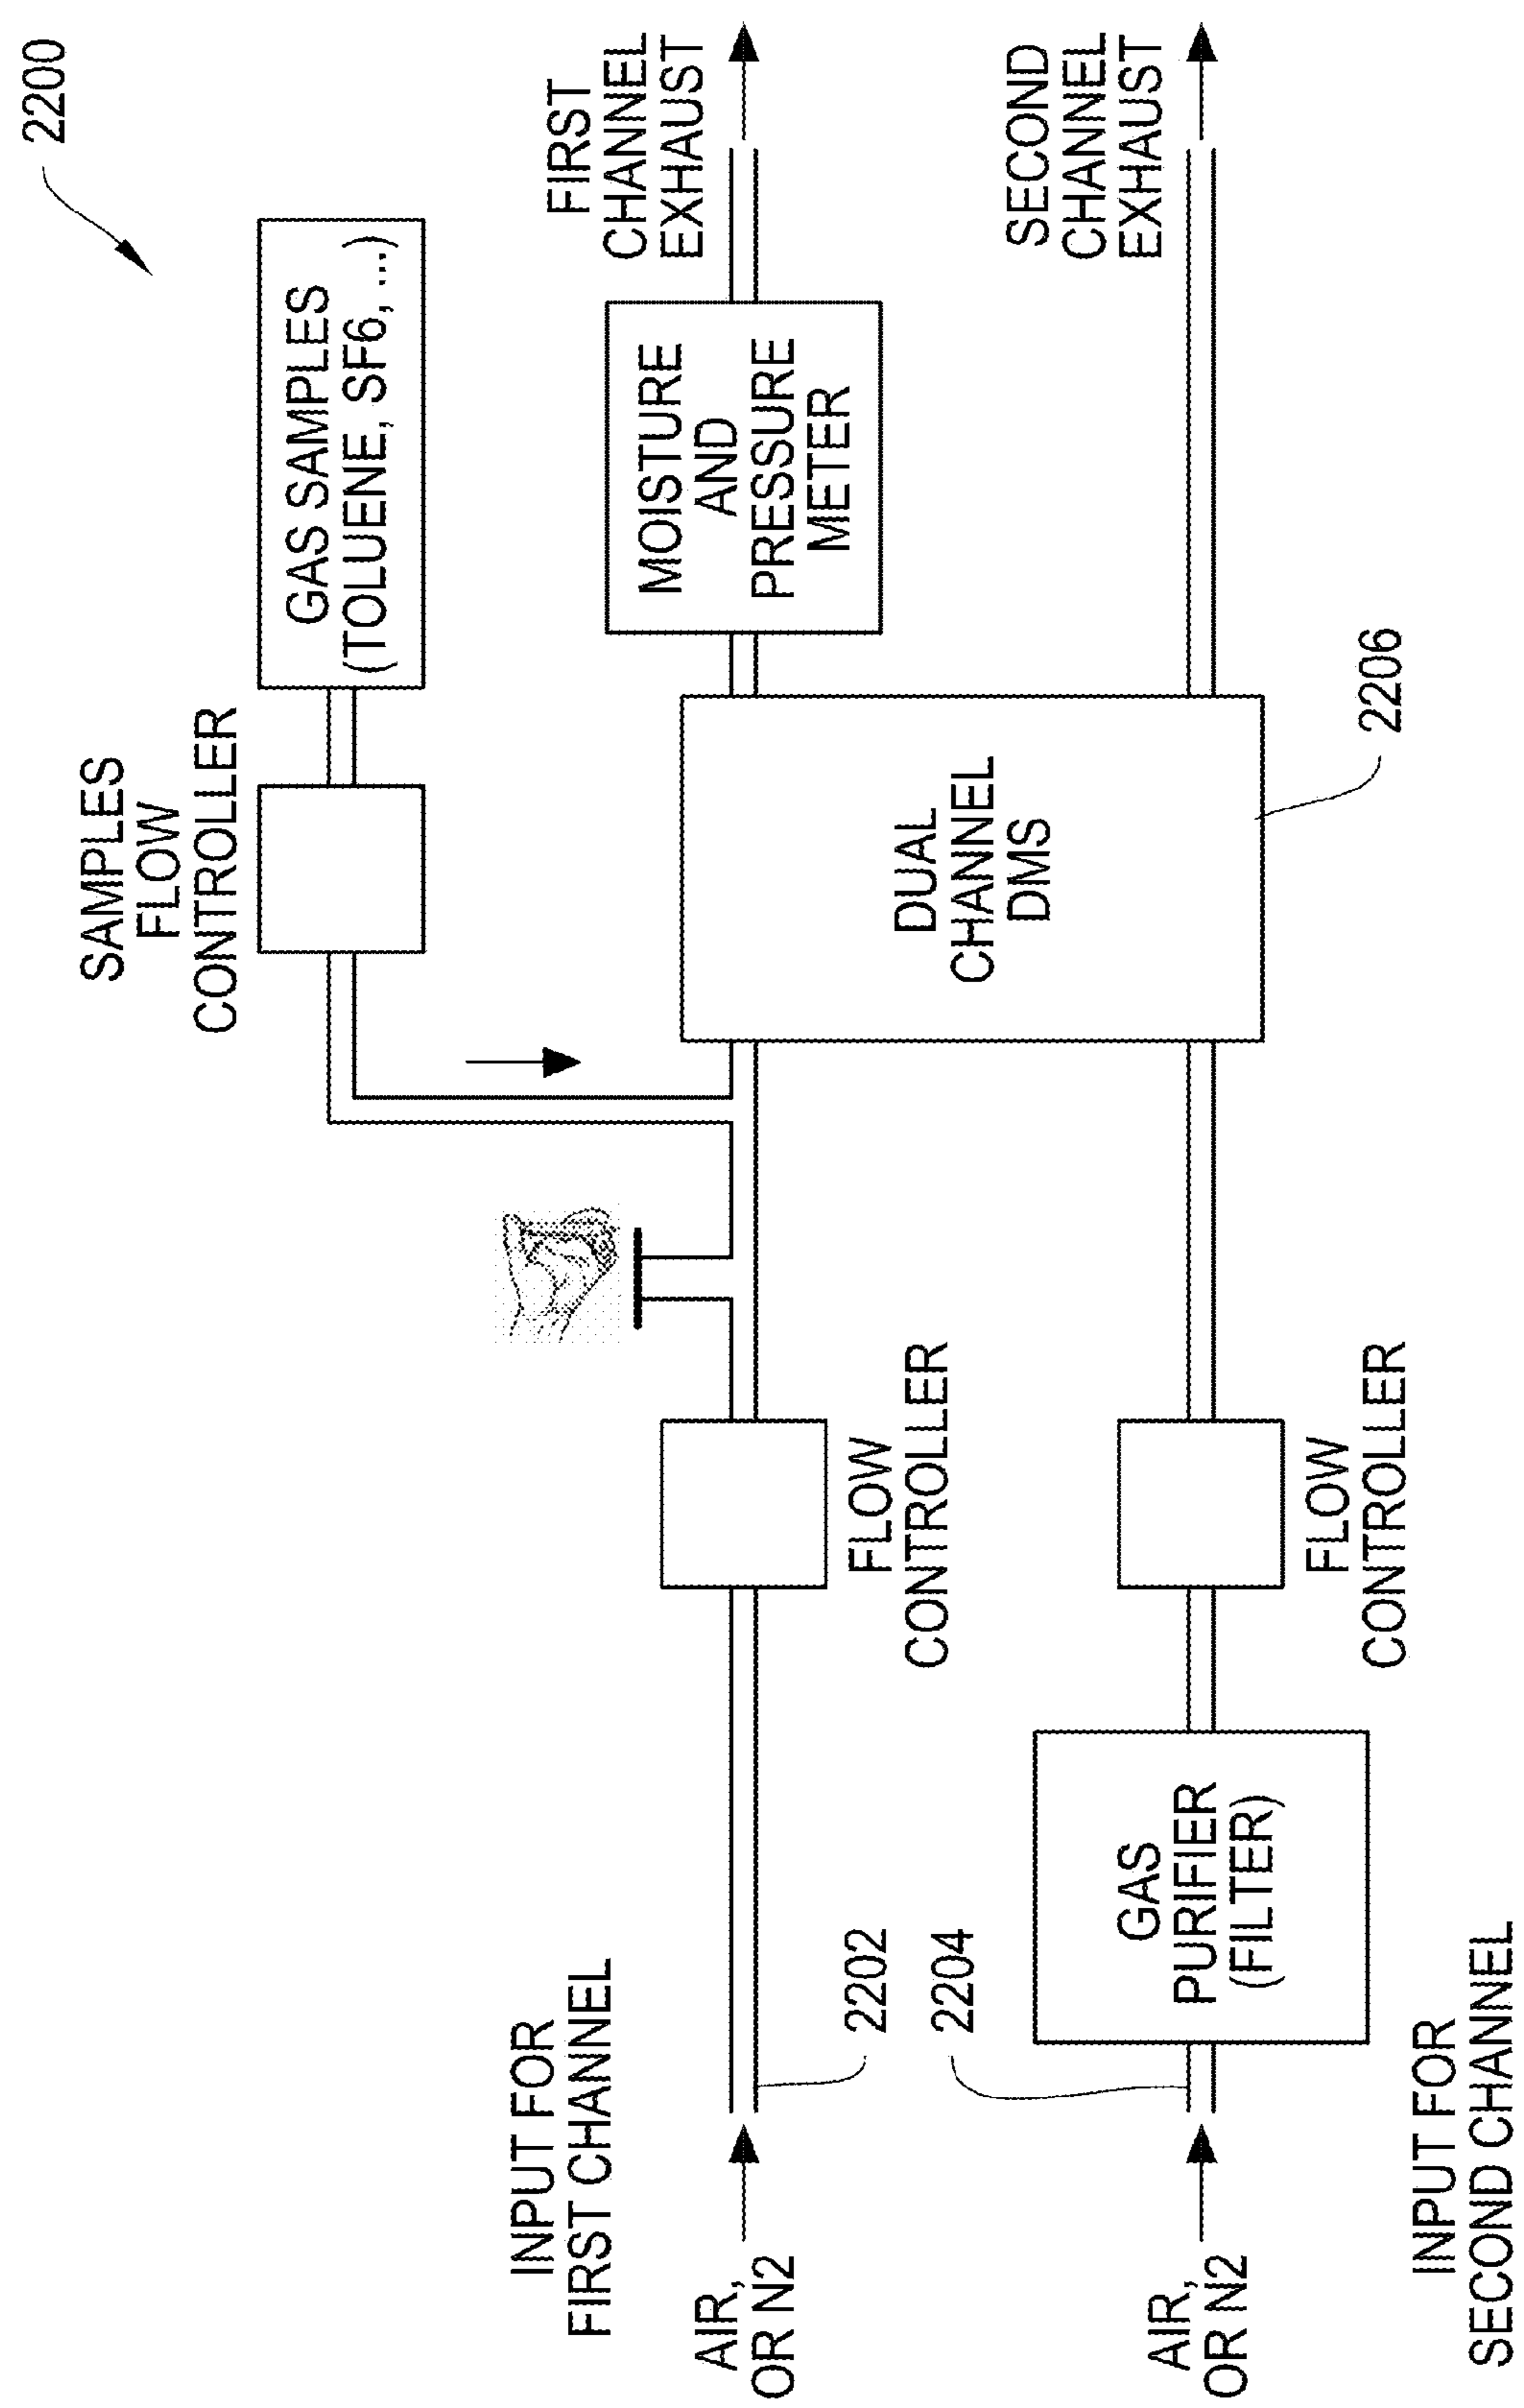 2200
SAMPLES
FLOW
CONTROLLER
GAS SAMPLES
(TOLUENE, SF6, ...)
INPUT FOR
FIRST CHANNEL
FIRST
CHANNEL
EXHAUST
AIR,
OR N2
MOISTURE
AND
PRESSURE
METER
2202
FLOW
CONTROLLER
DUAL
CHANNEL
DMS
2204
SECOND
CHANNEL
EXHAUST
AIR,
OR N2
GAS
PURIFIER
(FILTER)
FLOW
CONTROLLER
2206
INPUT FOR
SECOND CHANNEL